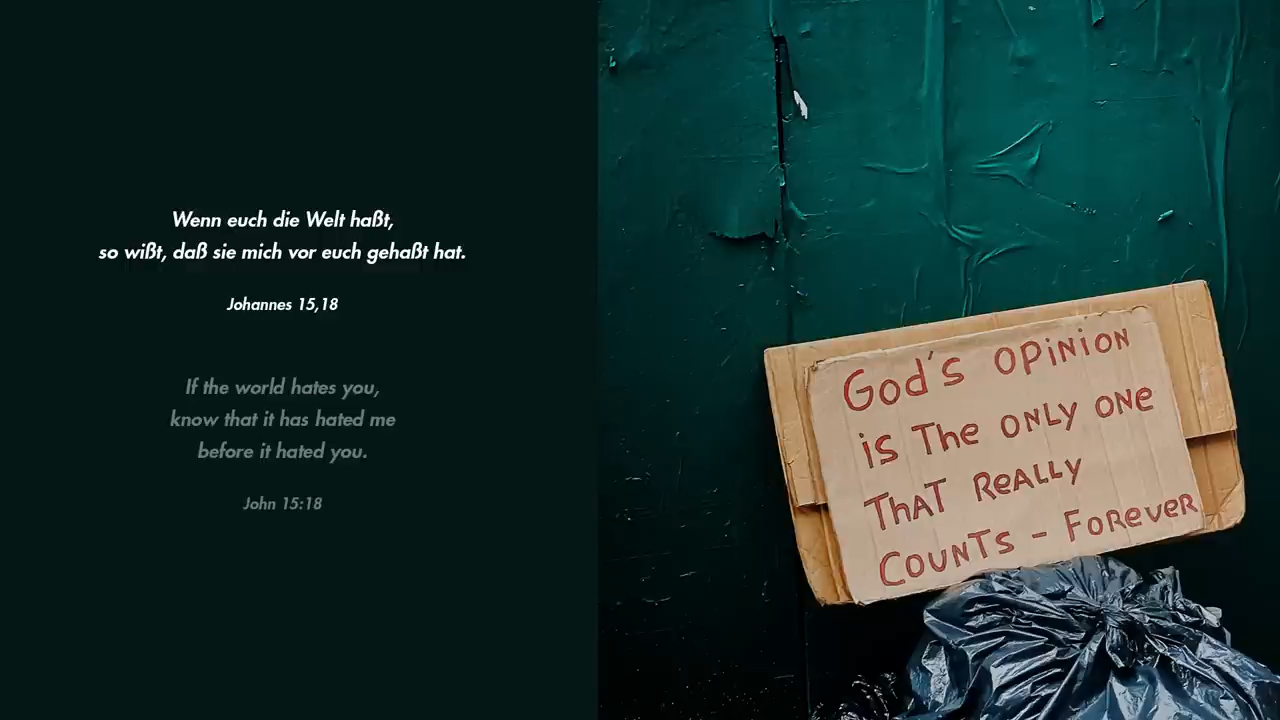 Wenn euch die Welt haßt,
so wißt, daß sie mich vor euch gehaßt hat.
Johannes 15,18
If the world hates you,
know that it has hated me
before it hated you.
John 15:18
God's OPiNiON
is The ONLY ONE
ThAT ReALLY
COUNTS - FOREVER